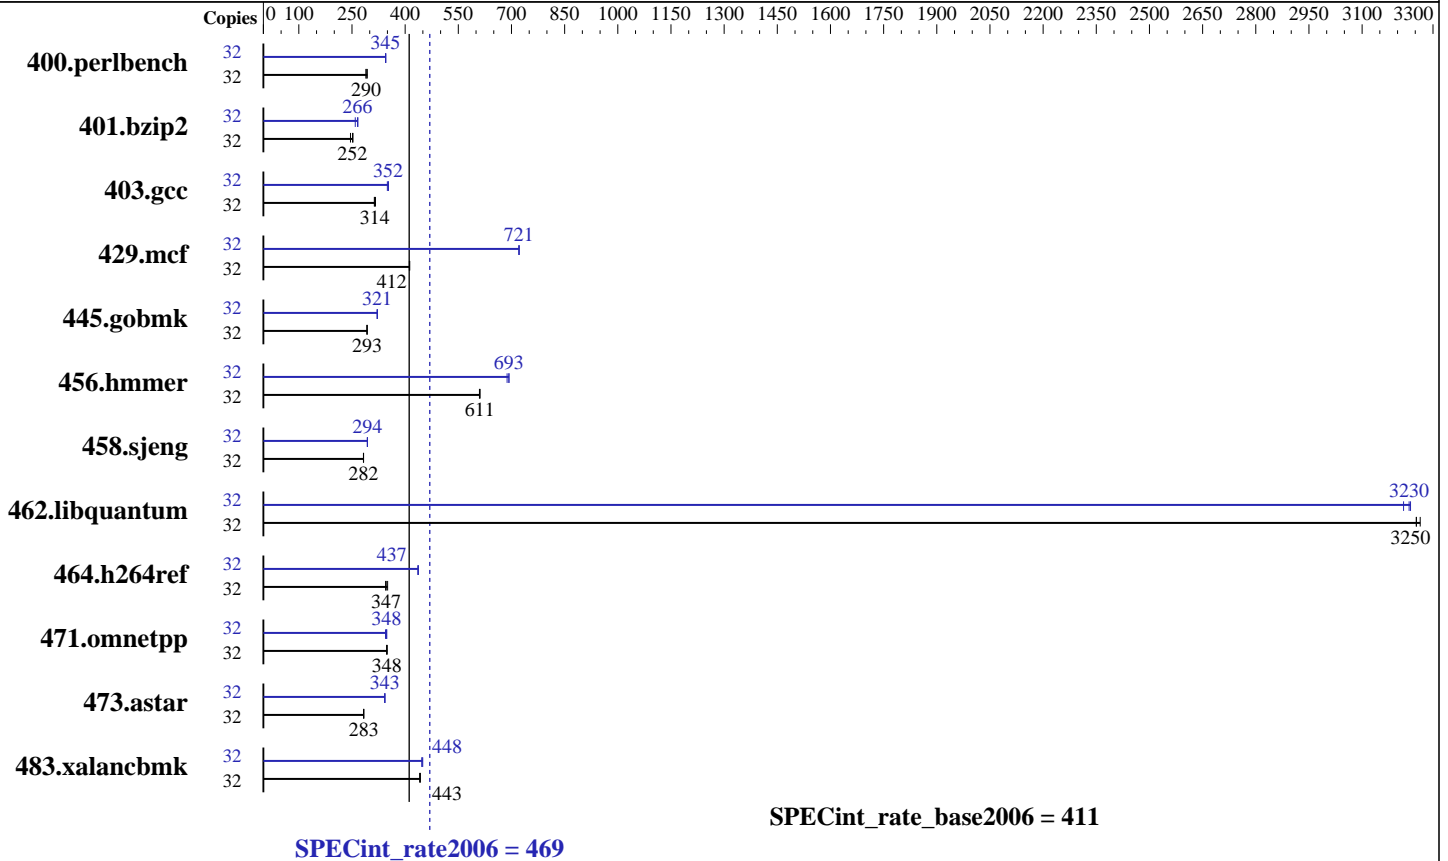 Copies 0 100 250 400 550 700 850 1000 1150 1300 1450 1600 1750 1900 2050 2200 2350 2500 2650 2800 2950 3100 3300
400.perlbench 32 345
32 290
401.bzip2 32 266
32 252
403.gcc 32 352
32 314
429.mcf 32 721
32 412
445.gobmk 32 321
32 293
456.hmmer 32 693
32 611
458.sjeng 32 294
32 282
462.libquantum 32 3230
32 3250
464.h264ref 32 437
32 347
471.omnetpp 32 348
32 348
473.astar 32 343
32 283
483.xalancbmk 32 448
32 443
SPECint_rate_base2006 = 411
SPECint_rate2006 = 469